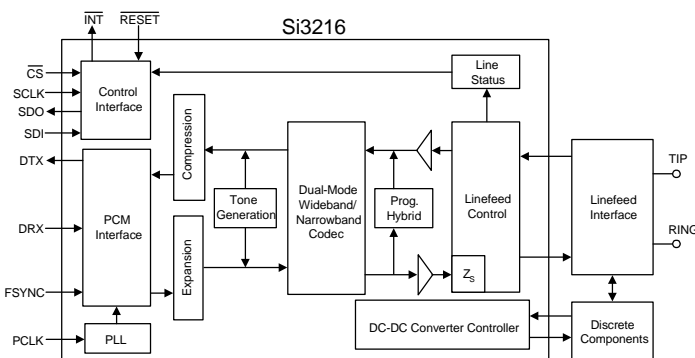 INT
RESET
Si3216
CS
SCLK
SDO
SDI
DTX
DRX
FSYNC
PCLK
Control
Interface
PCM
Interface
PLL
Compression
Expansion
Tone
Generation
Dual-Mode
Wideband/
Narrowband
Codec
Prog.
Hybrid
Line
Status
Linefeed
Control
ZS
DC-DC Converter Controller
Linefeed
Interface
Discrete
Components
TIP
RING